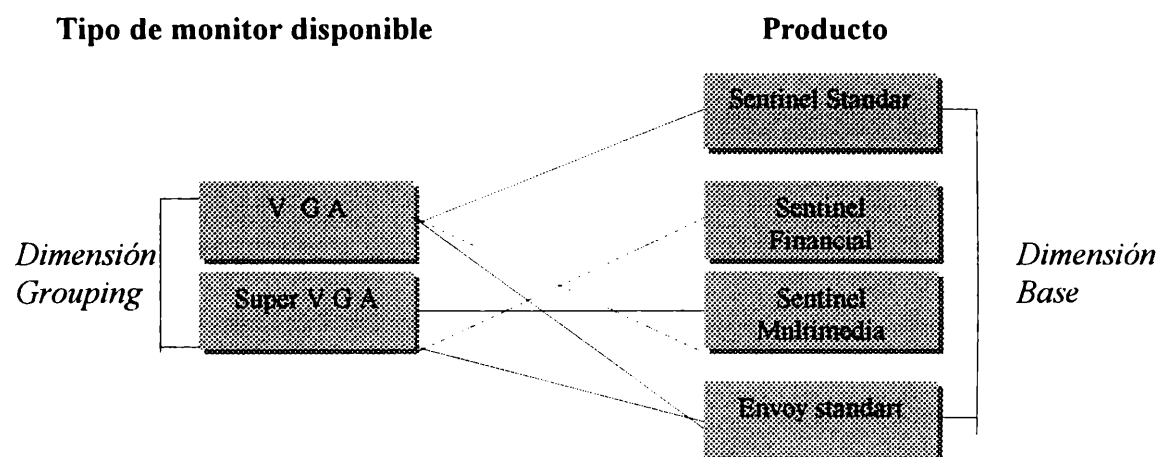 Tipo de monitor disponible
Producto
Sentinel Standar
V G A
Sentinel
Financial
Dimensión
Grouping
Dimensión
Base
Super V G A
Sentinel
Multimedia
Envoy standart